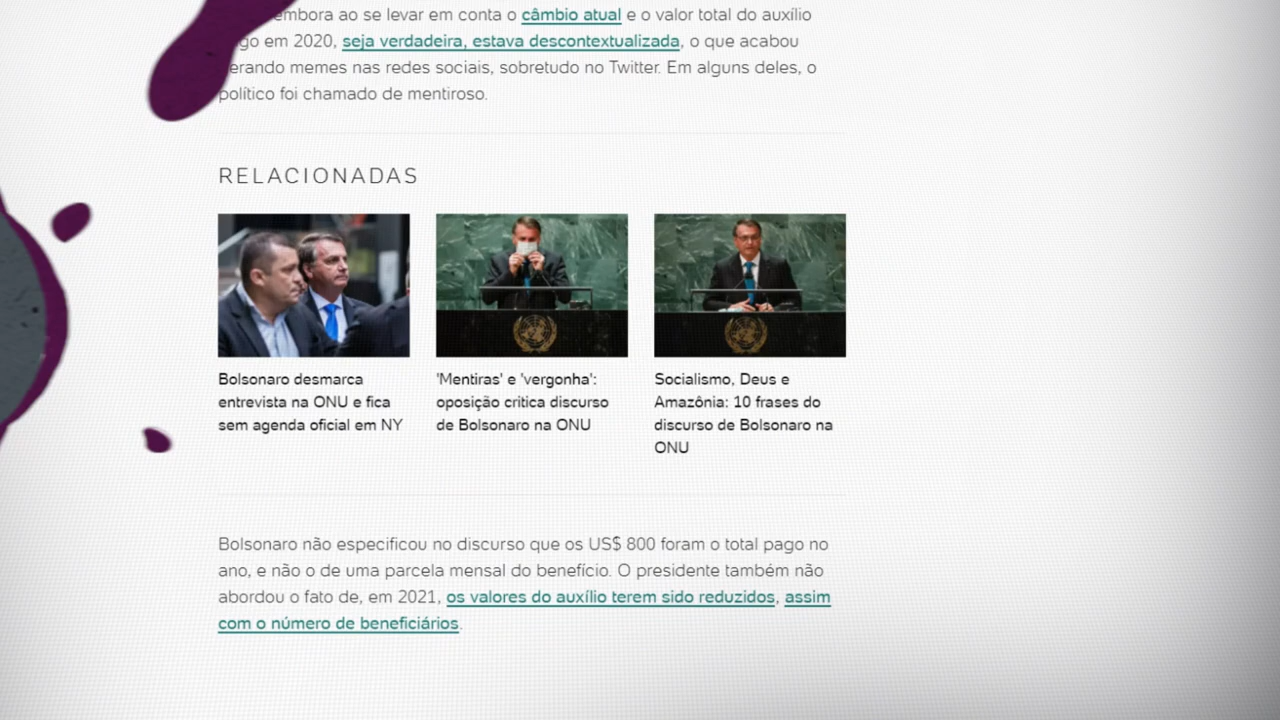 embora ao se levar em conta o câmbio atual e o valor total do auxílio
em 2020, seja verdadeira, estava descontextualizada, o que acabou
memes nas redes sociais, sobretudo no Twitter. Em alguns deles, o
político foi chamado de mentiroso.
RELACIONADAS
Bolsonaro desmarca
entrevista na ONU e fica
sem agenda oficial em NY
'Mentiras' e 'vergonha':
oposição critica discurso
de Bolsonaro na ONU
Socialismo, Deus e
Amazônia: 10 frases do
discurso de Bolsonaro na
ONU
Bolsonaro não especificou no discurso que os US$ 800 foram o total pago no
ano, e não o de uma parcela mensal do benefício. O presidente também não
abordou o fato de, em 2021, os valores do auxílio terem sido reduzidos, assim
com o número de beneficiários.